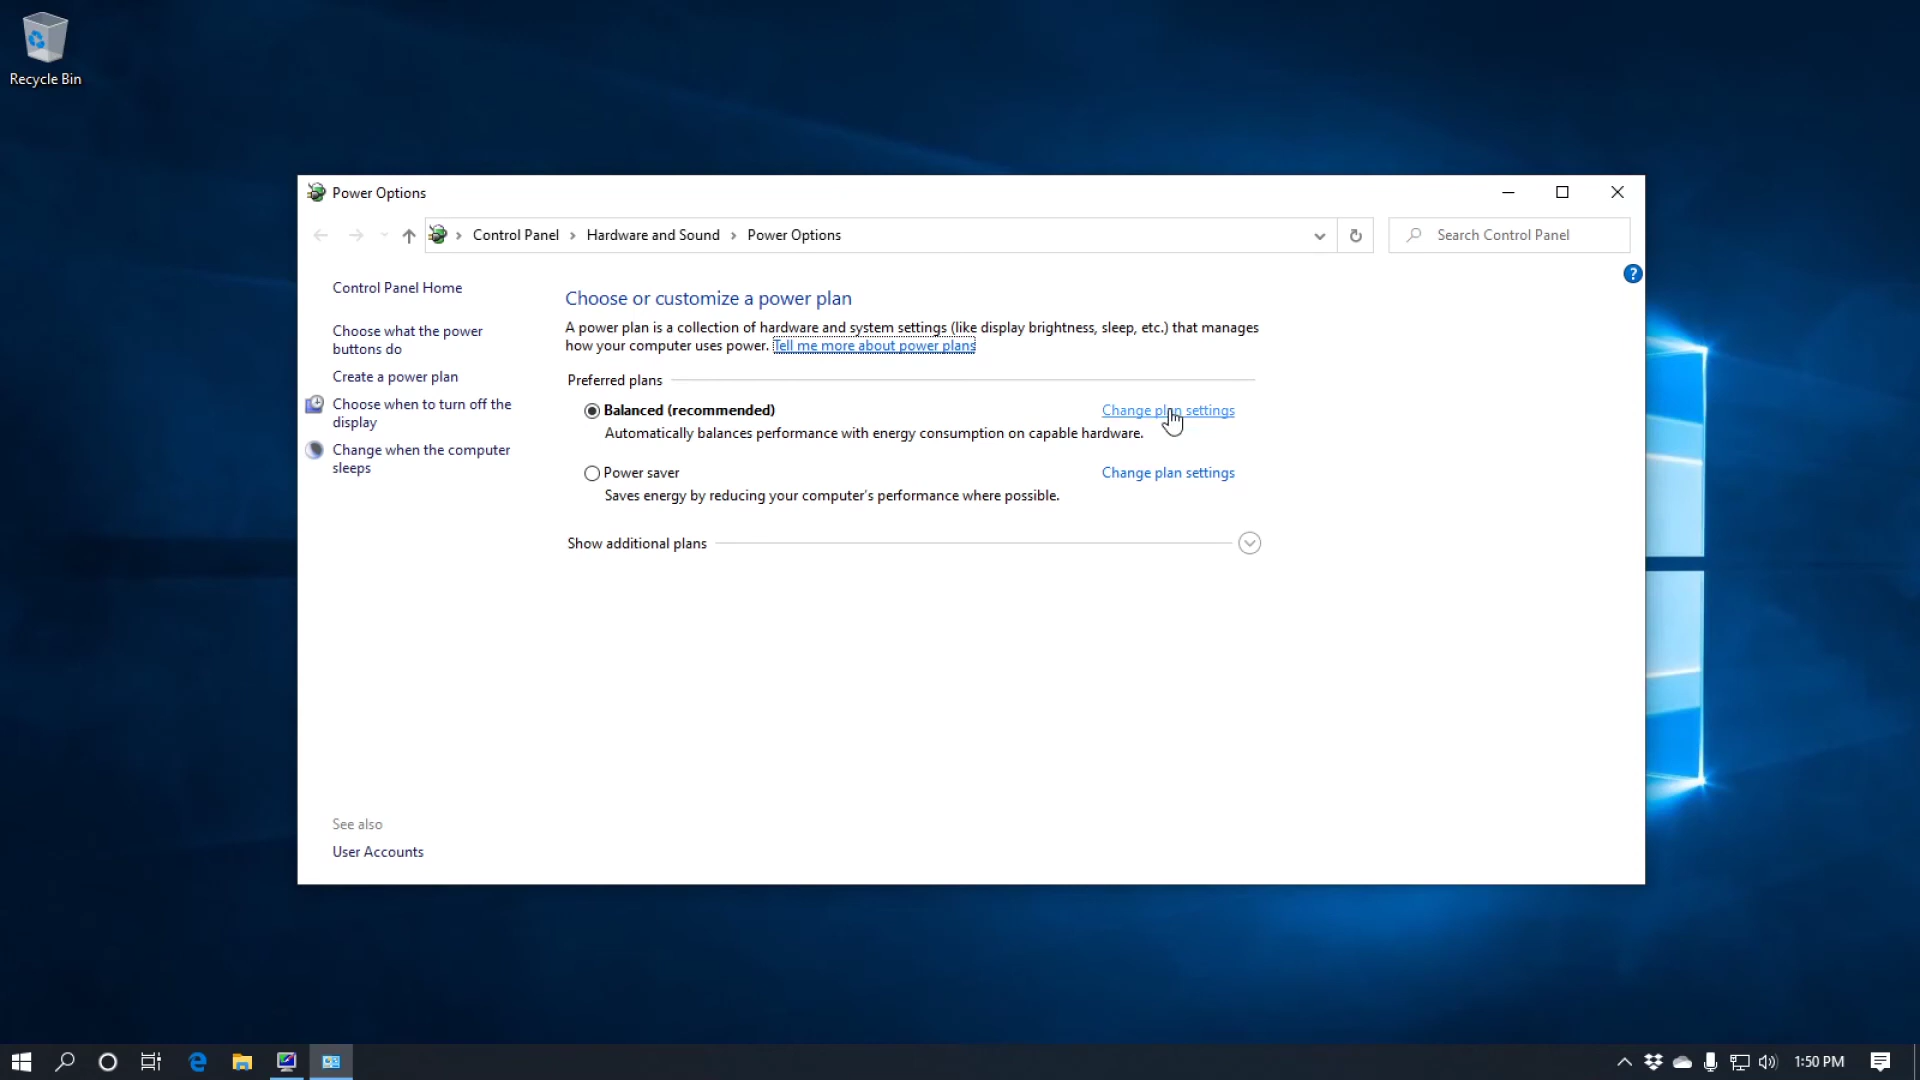 Recycle Bin
Power Options
Control Panel > Hardware and Sound > Power Options
Search Control Panel
?
Control Panel Home
Choose what the power
buttons do
Create a power plan
Choose when to turn off the
display
Change when the computer
sleeps
See also
User Accounts
Choose or customize a power plan
A power plan is a collection of hardware and system settings (like display brightness, sleep, etc.) that manages
how your computer uses power. Tell me more about power plans
Preferred plans
Balanced (recommended) Change plan settings
Automatically balances performance with energy consumption on capable hardware.
Power saver Change plan settings
Saves energy by reducing your computer's performance where possible.
Show additional plans
1:50 PM